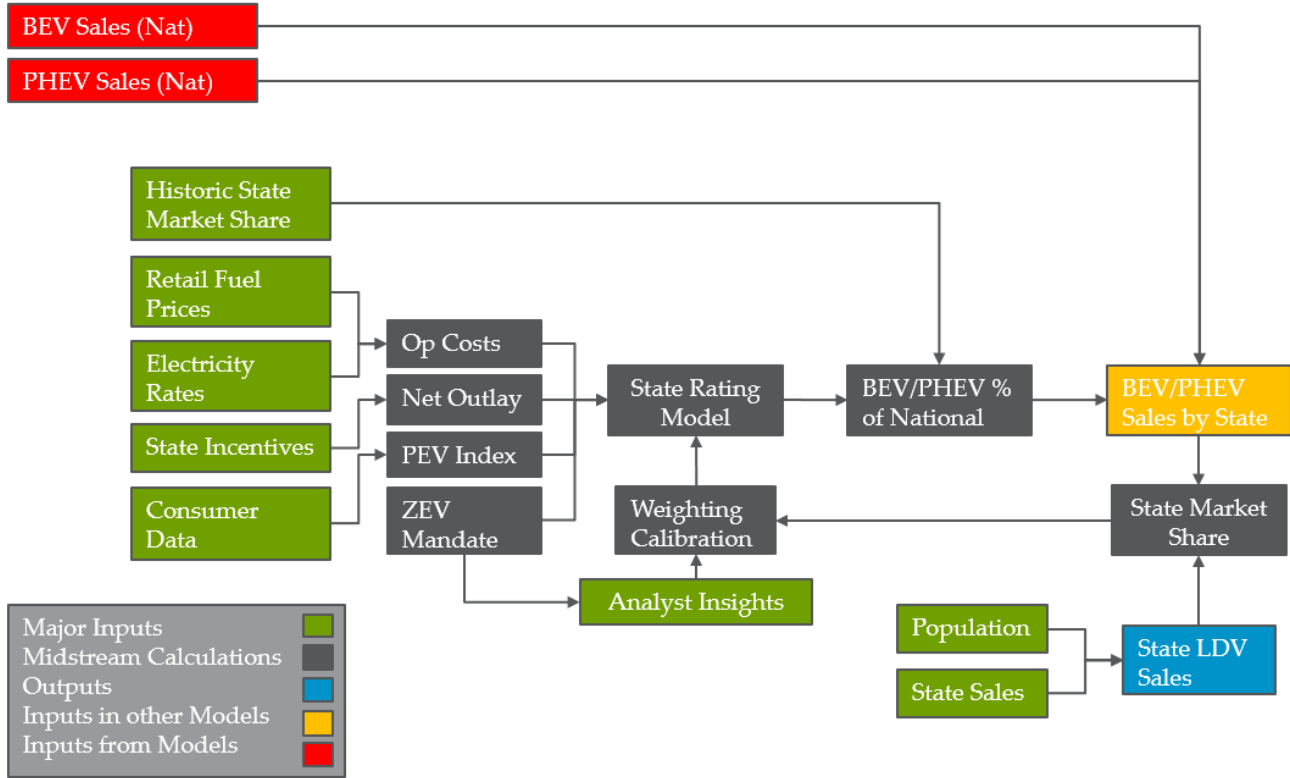 BEV Sales (Nat)
PHEV Sales (Nat)
Historic State
Market Share
Retail Fuel
Prices
Electricity
Rates
State Incentives
Consumer
Data
Op Costs
Net Outlay
PEV Index
ZEV
Mandate
State Rating
Model
Weighting
Calibration
Analyst Insights
BEV/PHEV %
of National
BEV/PHEV
Sales by State
State Market
Share
Population
State Sales
State LDV
Sales
Major Inputs
Midstream Calculations
Outputs
Inputs in other Models
Inputs from Models